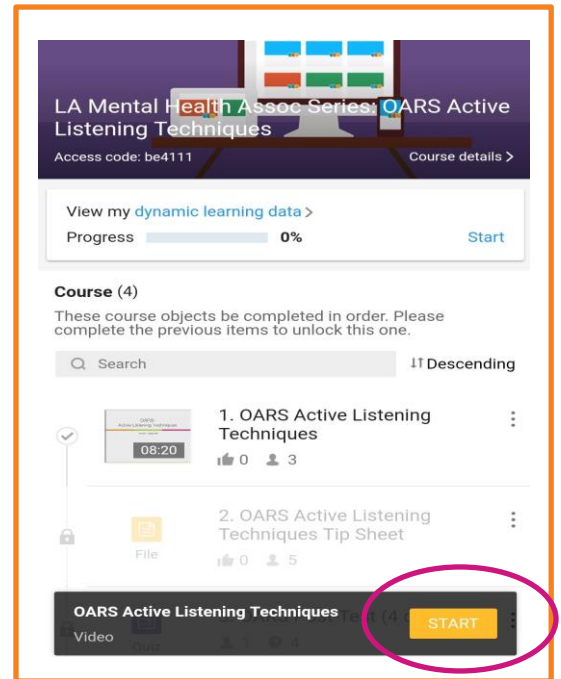 LA Mental Health Assoc Series: OARS Active
Listening Techniques
Access code: be4111
Course details >
View my dynamic learning data >
Progress 0% Start
Course (4)
These course objects be completed in order. Please
complete the previous items to unlock this one.
Search
Descending
OARS
Active Listening Techniques
08:20
1. OARS Active Listening
Techniques
0 3
File
2. OARS Active Listening
Techniques Tip Sheet
0 5
OARS Active Listening Techniques
Video
START
Quiz